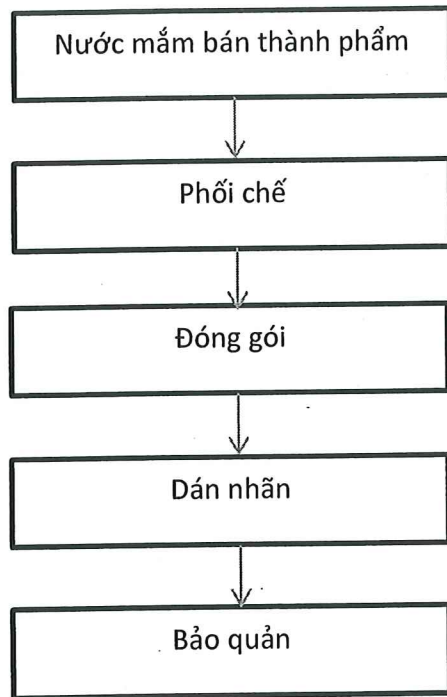 Nước mắm bán thành phẩm
Phối chế
Đóng gói
Dán nhãn
Bảo quản